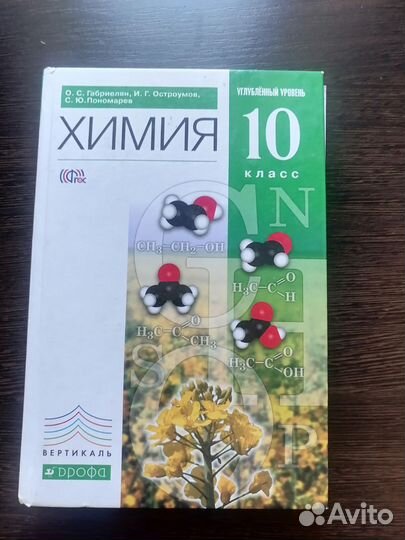 О. С. Габриелян, И. Г. Остроумов,
С. Ю. Пономарев
УГЛУБЛЁННЫЙ УРОВЕНЬ
ХИМИЯ
10
класс
ФГОС
CH₃—CH₂—OH
H₃C—C
O
H
H₃C—C
O
CH₃
H₃C—C
O
OH
C
N
S
O
P
ВЕРТИКАЛЬ
дрофа
Avito